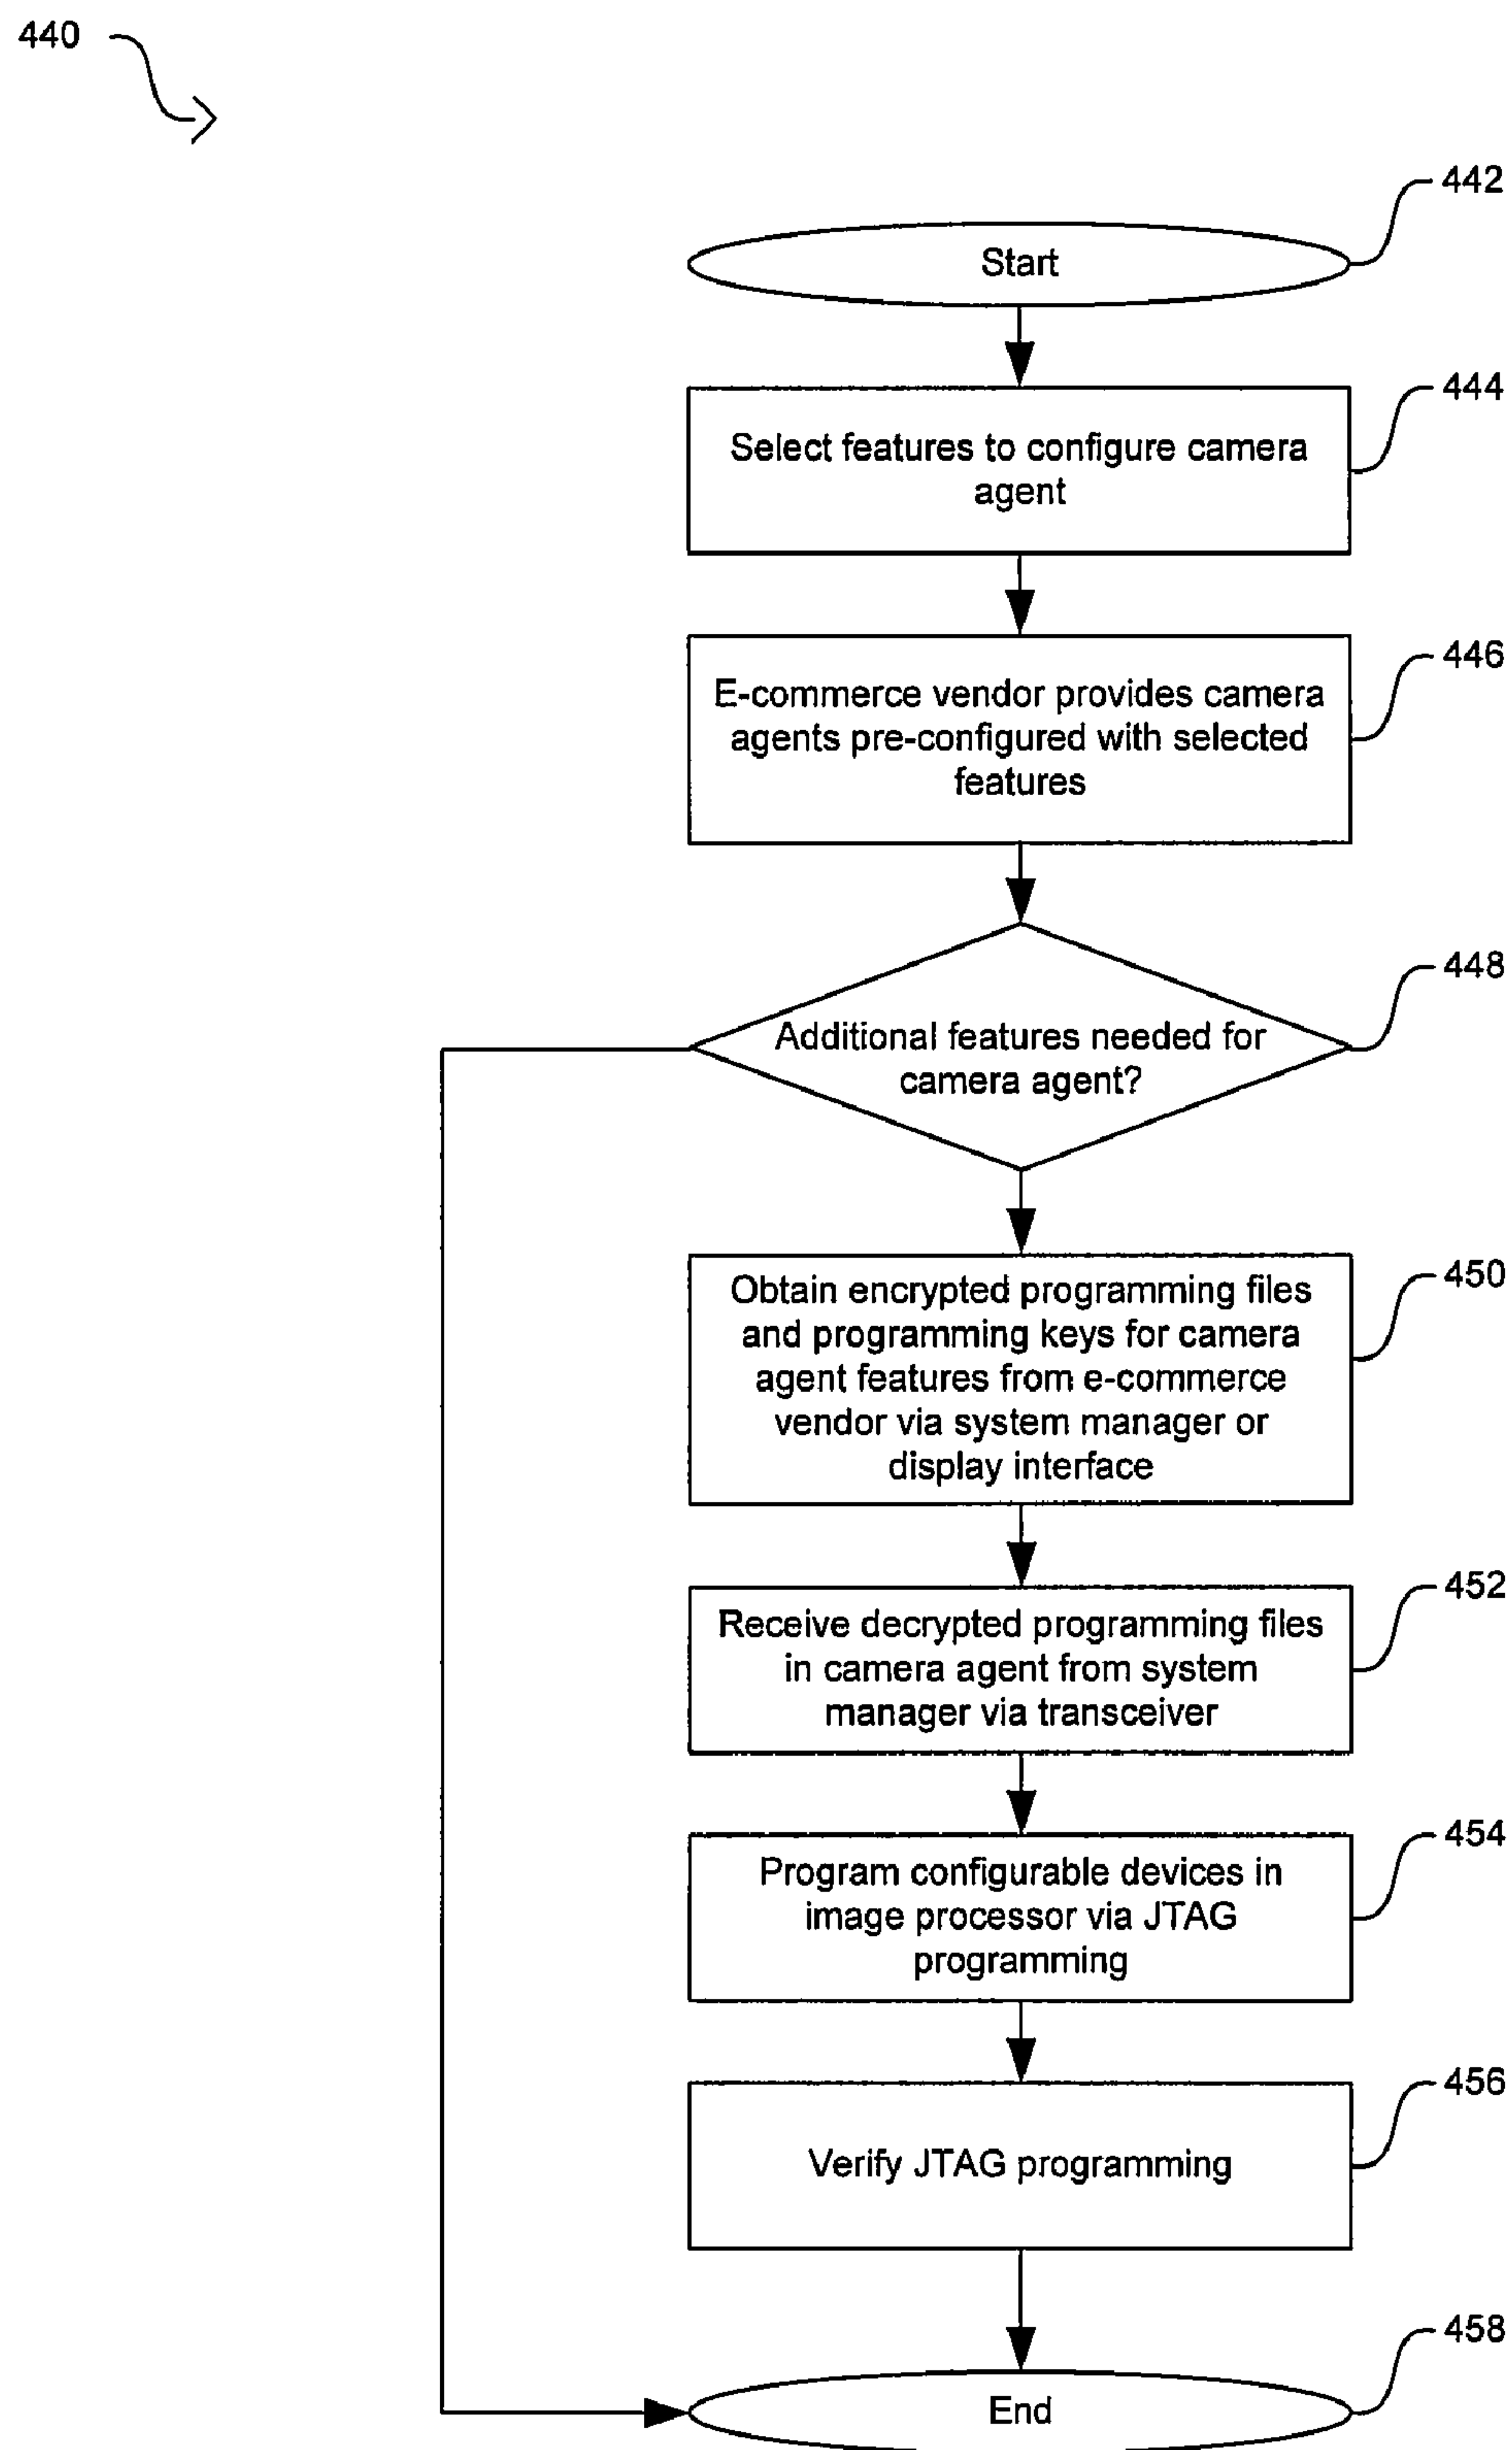 440
442
Start
444
Select features to configure camera
agent
446
E-commerce vendor provides camera
agents pre-configured with selected
features
448
Additional features needed for
camera agent?
450
Obtain encrypted programming files
and programming keys for camera
agent features from e-commerce
vendor via system manager or
display interface
452
Receive decrypted programming files
in camera agent from system
manager via transceiver
454
Program configurable devices in
image processor via JTAG
programming
456
Verify JTAG programming
458
End